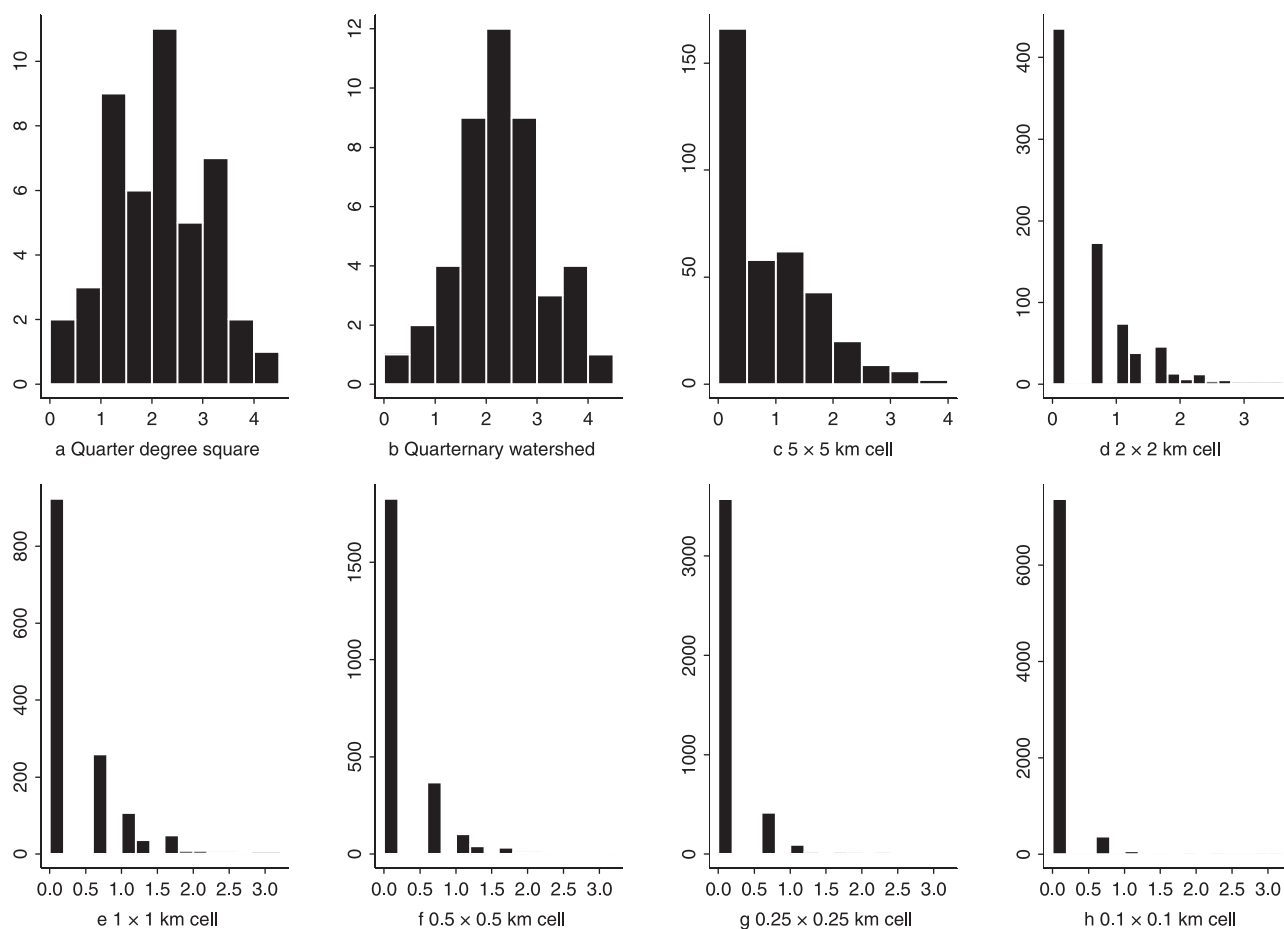 0 2 4 6 8 10
0 1 2 3 4
a Quarter degree square
0 2 4 6 8 10 12
0 1 2 3 4
b Quarternary watershed
0 50 100 150
0 1 2 3 4
c 5 × 5 km cell
0 100 200 300 400
0 1 2 3
d 2 × 2 km cell
0 200 400 600 800
0.0 0.5 1.0 1.5 2.0 2.5 3.0
e 1 × 1 km cell
0 500 1000 1500
0.0 0.5 1.0 1.5 2.0 2.5 3.0
f 0.5 × 0.5 km cell
0 1000 2000 3000
0.0 0.5 1.0 1.5 2.0 2.5 3.0
g 0.25 × 0.25 km cell
0 2000 4000 6000
0.0 0.5 1.0 1.5 2.0 2.5 3.0
h 0.1 × 0.1 km cell